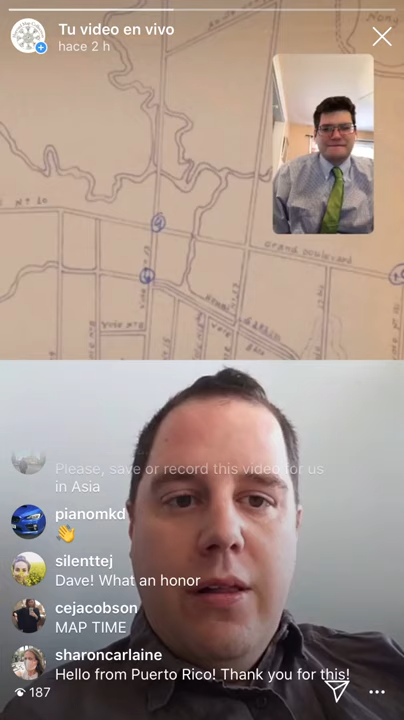 Tu video en vivo
hace 2 h
Grand Boulevard
Please, save or record this video for us
in Asia
pianomkd
👋
silenttej
Dave! What an honor
cejacobson
MAP TIME
sharoncarlaine
Hello from Puerto Rico! Thank you for this!
187